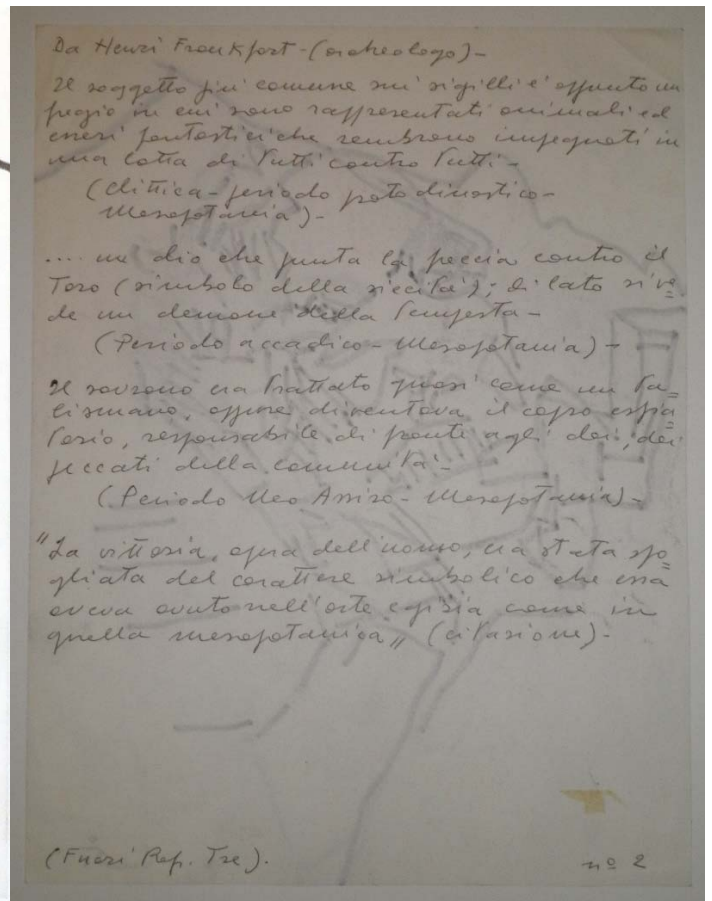 Da Henri Frankfort - (archeologo) -
Il soggetto più comune sui sigilli è appunto un
fregio in cui sono rappresentati animali ed
esseri fantastici che sembrano impegnati in
una lotta di Tutti contro Tutti -
(Glittica - periodo protodinastico -
Mesopotamia) -
.... un dio che punta la freccia contro il
Toro (simbolo della siccità); di lato si ve=
de un demone della Tempesta -
(Periodo accadico - Mesopotamia) -
Il sovrano era Trattato quasi come un Ta=
lismano, oppure diventava il capro espia
Torio, responsabile di fronte agli dei, dei
peccati della comunità -
(Periodo Neo Assiro - Mesopotamia) -
"La vittoria, opera dell'uomo, era stata spo=
gliata del carattere simbolico che essa
aveva avuto nell'arte egizia come in
quella mesopotamica" (citazione) -
(Fuori Rep. Tre).
n° 2